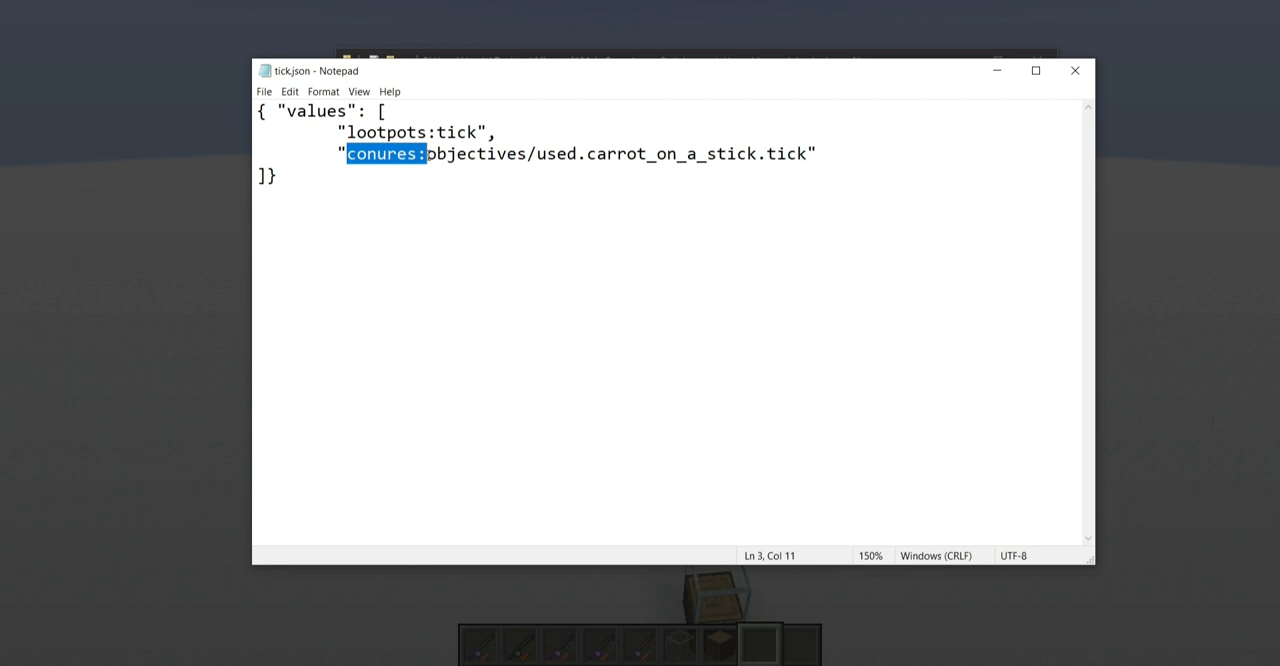 tick.json - Notepad
File Edit Format View Help
{ "values": [
"lootpots:tick",
"conures:objectives/used.carrot_on_a_stick.tick"
]}
Ln 3, Col 11 150% Windows (CRLF) UTF-8